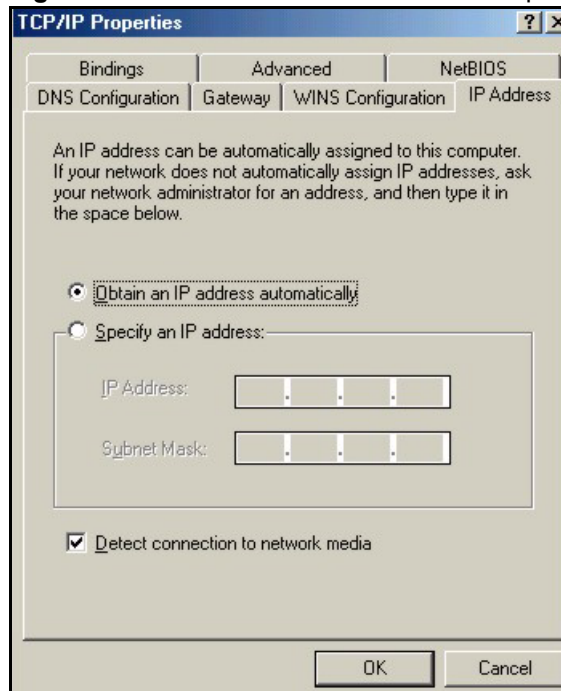 TCP/IP Properties
Bindings
Advanced
NetBIOS
DNS Configuration
Gateway
WINS Configuration
IP Address
An IP address can be automatically assigned to this computer.
If your network does not automatically assign IP addresses, ask
your network administrator for an address, and then type it in
the space below.
Obtain an IP address automatically
Specify an IP address:
IP Address:
. . .
Subnet Mask:
. . .
Detect connection to network media
OK
Cancel